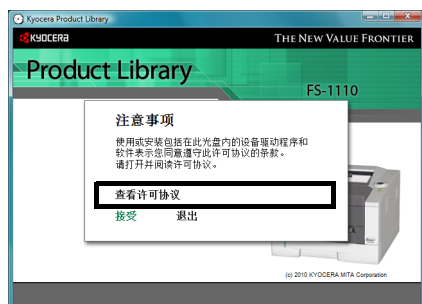 Kyocera Product Library
KYOCERA
THE NEW VALUE FRONTIER
Product Library
FS-1110
注意事项
使用或安装包括在此光盘内的设备驱动程序和
软件表示您同意遵守此许可协议的条款。
请打开并阅读许可协议。
查看许可协议
接受 退出
(c) 2010 KYOCERA MITA Corporation